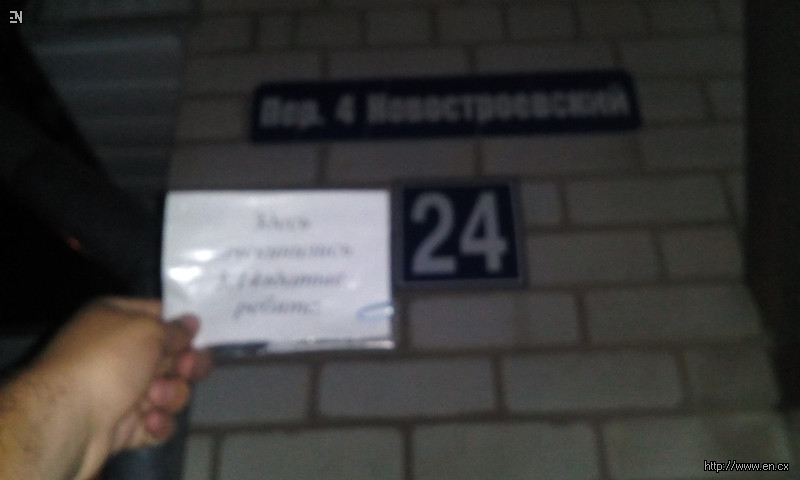 EN
Пер. 4 Новостроевский
24
Здесь
ребята
http://www.en.cx